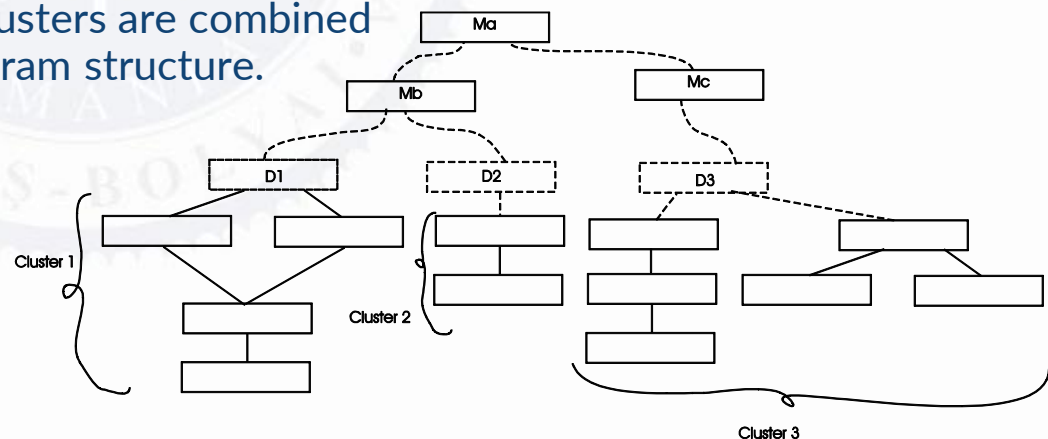 usters are combined
ram structure.
Ma
Mb
Mc
D1
D2
D3
Cluster 1
Cluster 2
Cluster 3